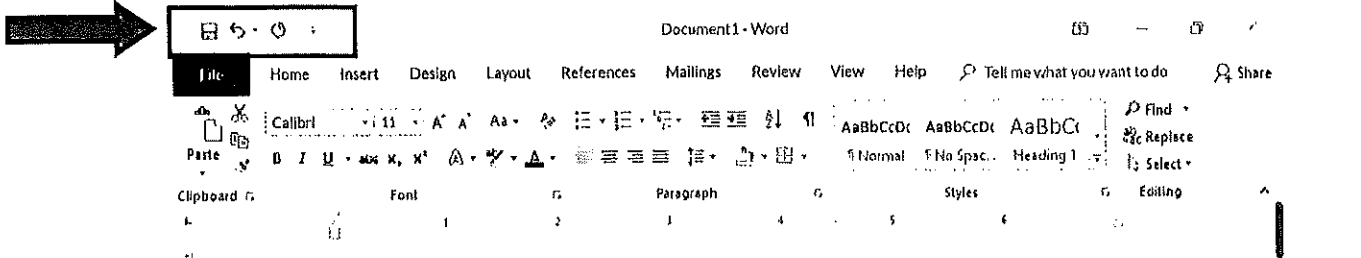 Document1 - Word
File Home Insert Design Layout References Mailings Review View Help Tell me what you want to do Share
Calibri 11 A A Aa
Find
AaBbCcDc AaBbCcDc AaBbCc
Replace
Paste B I U abc X, X² A A
¶ Normal ¶ No Spac... Heading 1
Select
Clipboard Font Paragraph Styles Editing
1 2 3 4 5 6